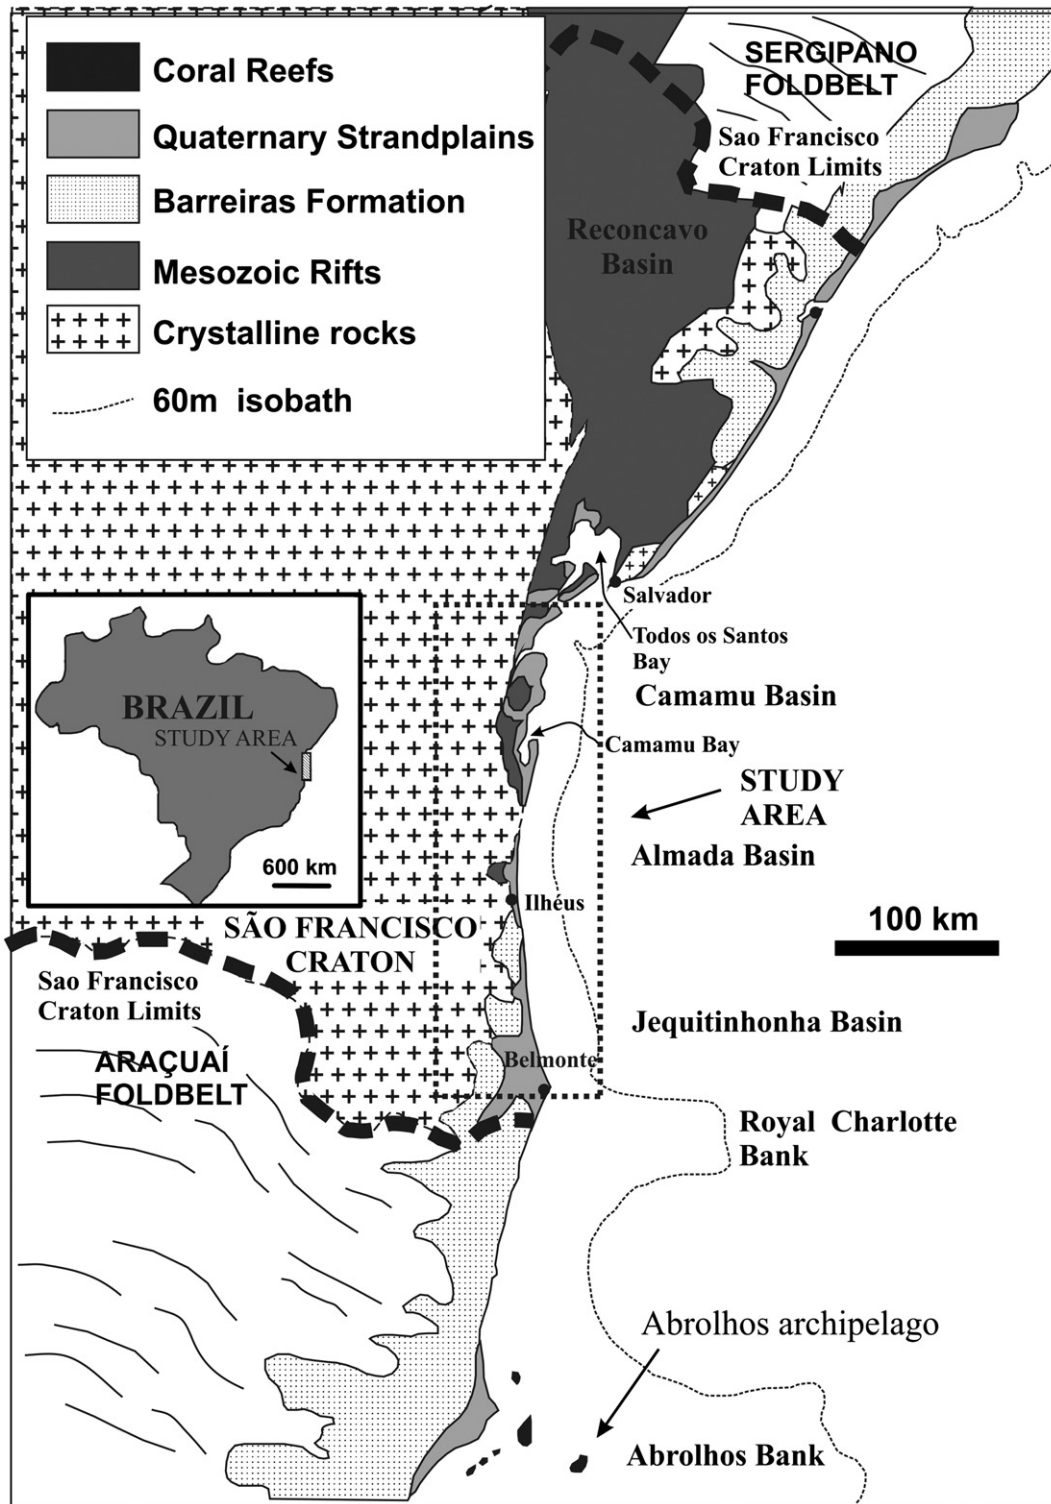 Coral Reefs
Quaternary Strandplains
Barreiras Formation
Mesozoic Rifts
Crystalline rocks
60m isobath
SERGIPANO
FOLDBELT
Sao Francisco
Craton Limits
Reconcavo
Basin
Salvador
Todos os Santos
Bay
Camamu Basin
Camamu Bay
STUDY
AREA
Almada Basin
BRAZIL
STUDY AREA
600 km
Ilhéus
100 km
SÃO FRANCISCO
CRATON
Sao Francisco
Craton Limits
Jequitinhonha Basin
ARAÇUAÍ
FOLDBELT
Belmonte
Royal Charlotte
Bank
Abrolhos archipelago
Abrolhos Bank